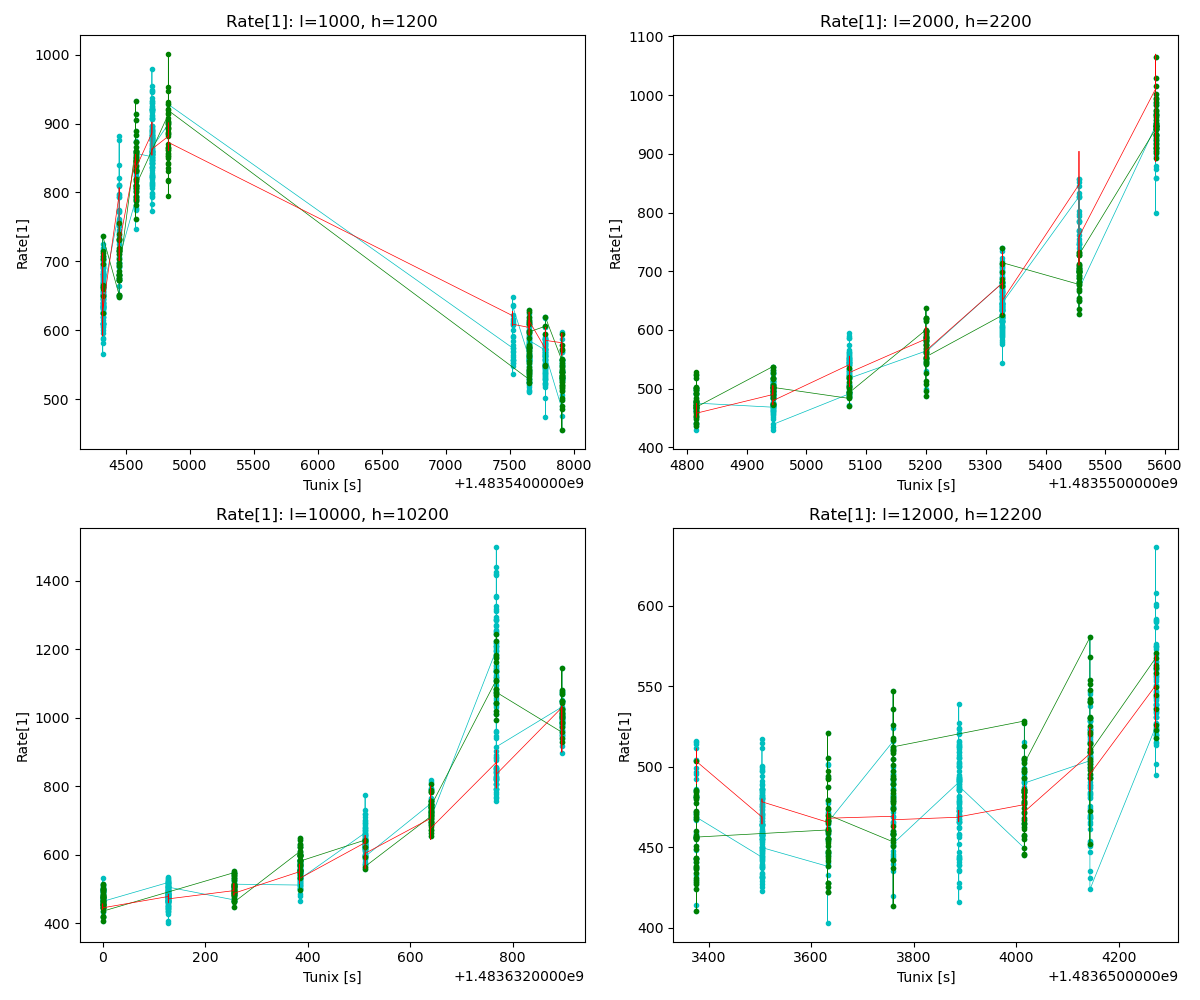 Rate[1]: l=1000, h=1200
Rate[1]
1000
900
800
700
600
500
4500 5000 5500 6000 6500 7000 7500 8000
Tunix [s]
+1.4835400000e9
Rate[1]: l=2000, h=2200
Rate[1]
1100
1000
900
800
700
600
500
400
4800 4900 5000 5100 5200 5300 5400 5500 5600
Tunix [s]
+1.4835500000e9
Rate[1]: l=10000, h=10200
Rate[1]
1400
1200
1000
800
600
400
0 200 400 600 800
Tunix [s]
+1.4836320000e9
Rate[1]: l=12000, h=12200
Rate[1]
600
550
500
450
400
3400 3600 3800 4000 4200
Tunix [s]
+1.4836500000e9